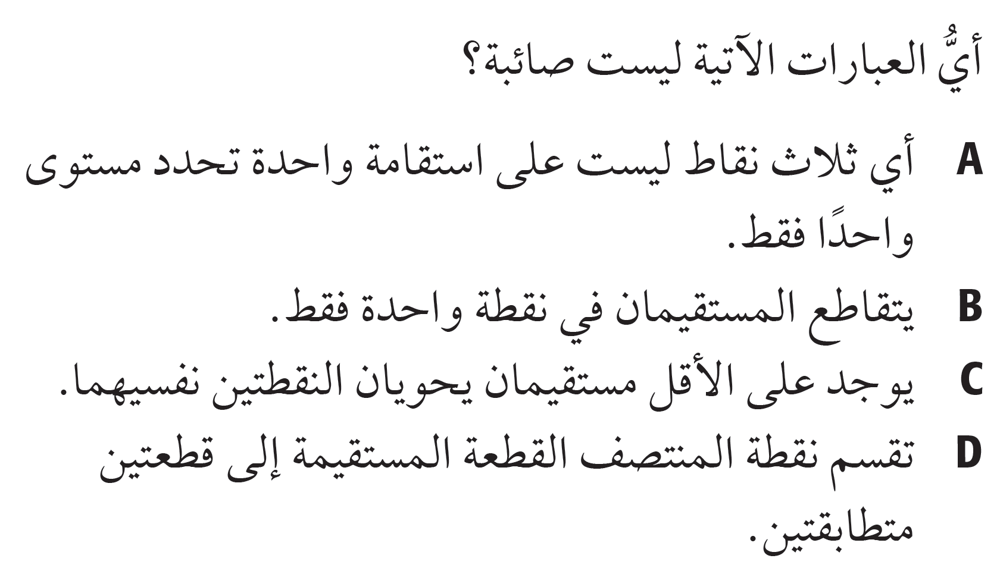 أيُّ العبارات الآتية ليست صائبة؟
A أي ثلاث نقاط ليست على استقامة واحدة تحدد مستوى
واحدًا فقط.
B يتقاطع المستقيمان في نقطة واحدة فقط.
C يوجد على الأقل مستقيمان يحويان النقطتين نفسيهما.
D تقسم نقطة المنتصف القطعة المستقيمة إلى قطعتين
متطابقتين.